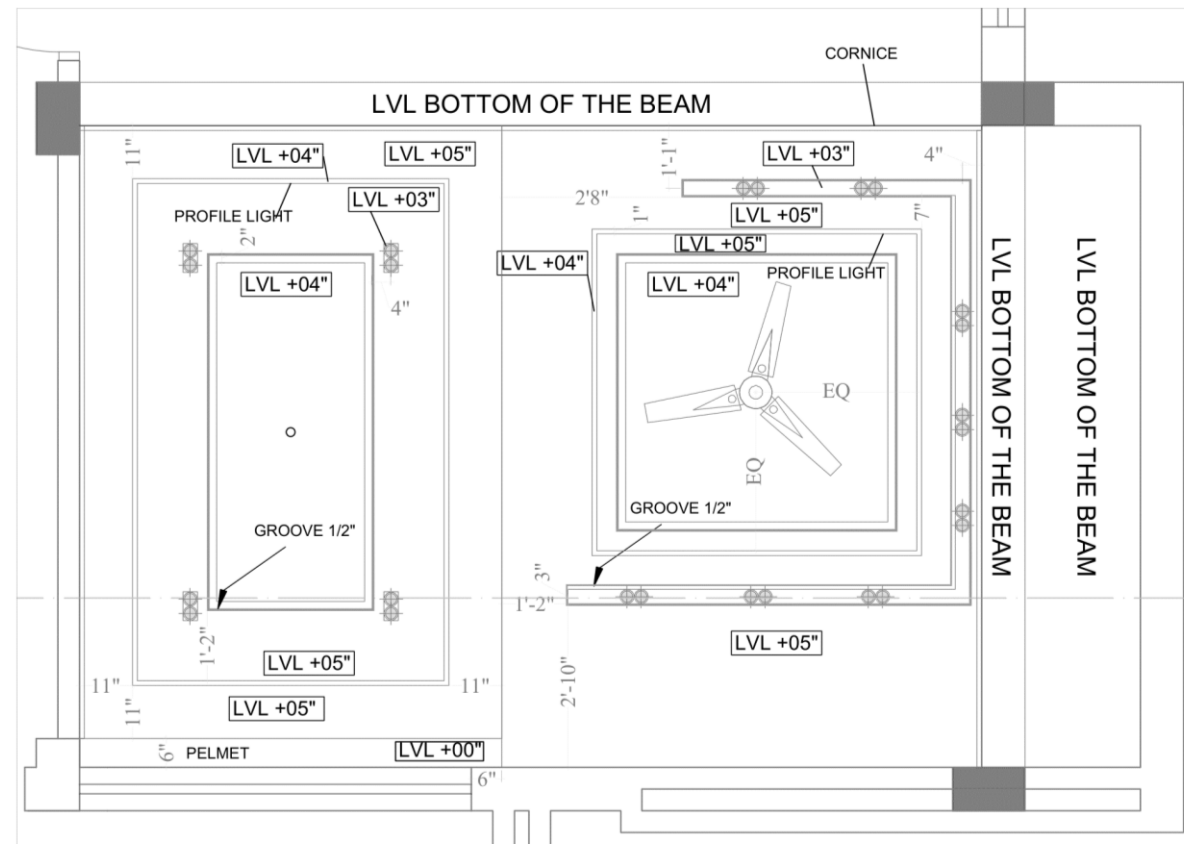 CORNICE
LVL BOTTOM OF THE BEAM
11"
LVL +04"
LVL +05"
1'-1"
LVL +03"
4"
PROFILE LIGHT
LVL +03"
2'8"
1"
LVL +05"
7"
2"
LVL +05"
LVL +04"
PROFILE LIGHT
LVL +04"
LVL +04"
4"
LVL BOTTOM OF THE BEAM
LVL BOTTOM OF THE BEAM
EQ
EQ
GROOVE 1/2"
GROOVE 1/2"
3"
1'-2"
1'-2"
LVL +05"
LVL +05"
2'-10"
11"
11"
11"
LVL +05"
6"
PELMET
LVL +00"
6"